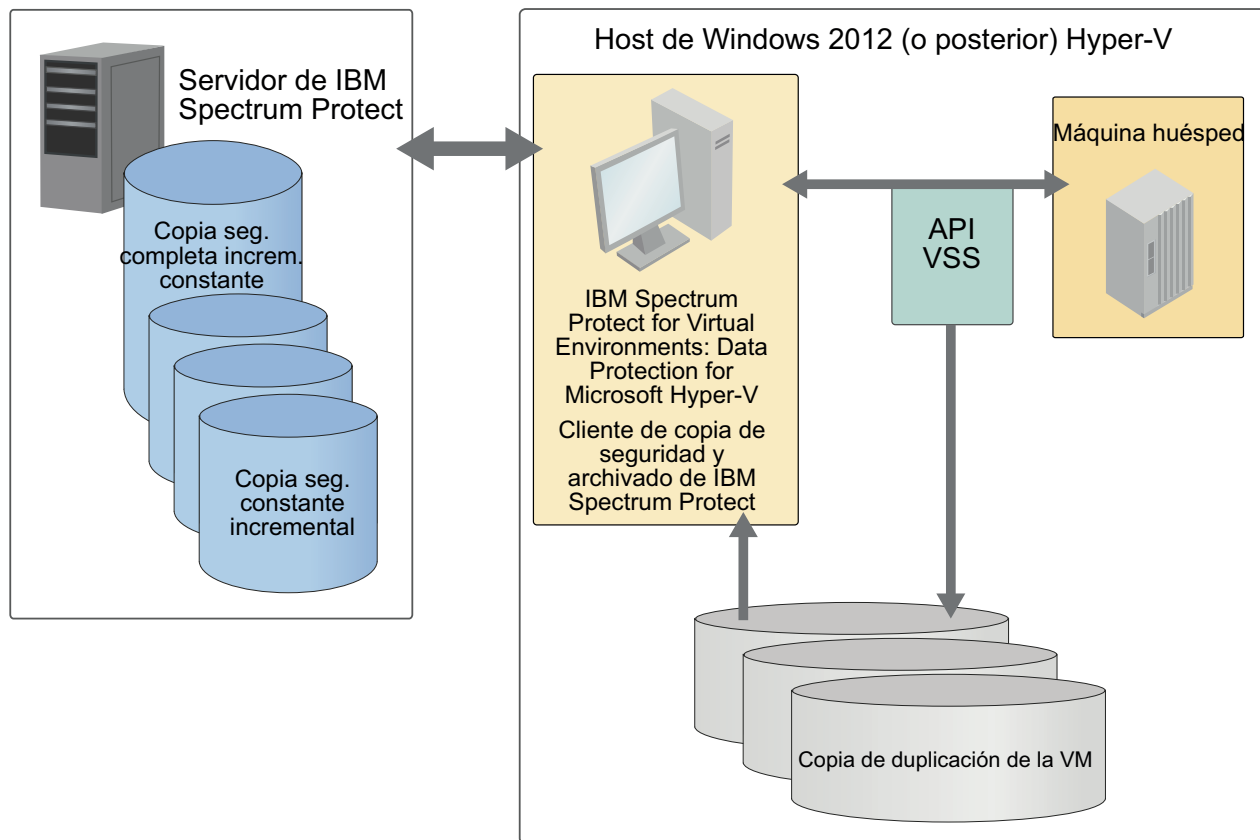 Servidor de IBM
Spectrum Protect
Copia seg.
completa increm.
constante
Copia seg.
constante
incremental
Host de Windows 2012 (o posterior) Hyper-V
IBM Spectrum
Protect for Virtual
Environments: Data
Protection for
Microsoft Hyper-V
Cliente de copia de
seguridad y
archivado de IBM
Spectrum Protect
API
VSS
Máquina huésped
Copia de duplicación de la VM